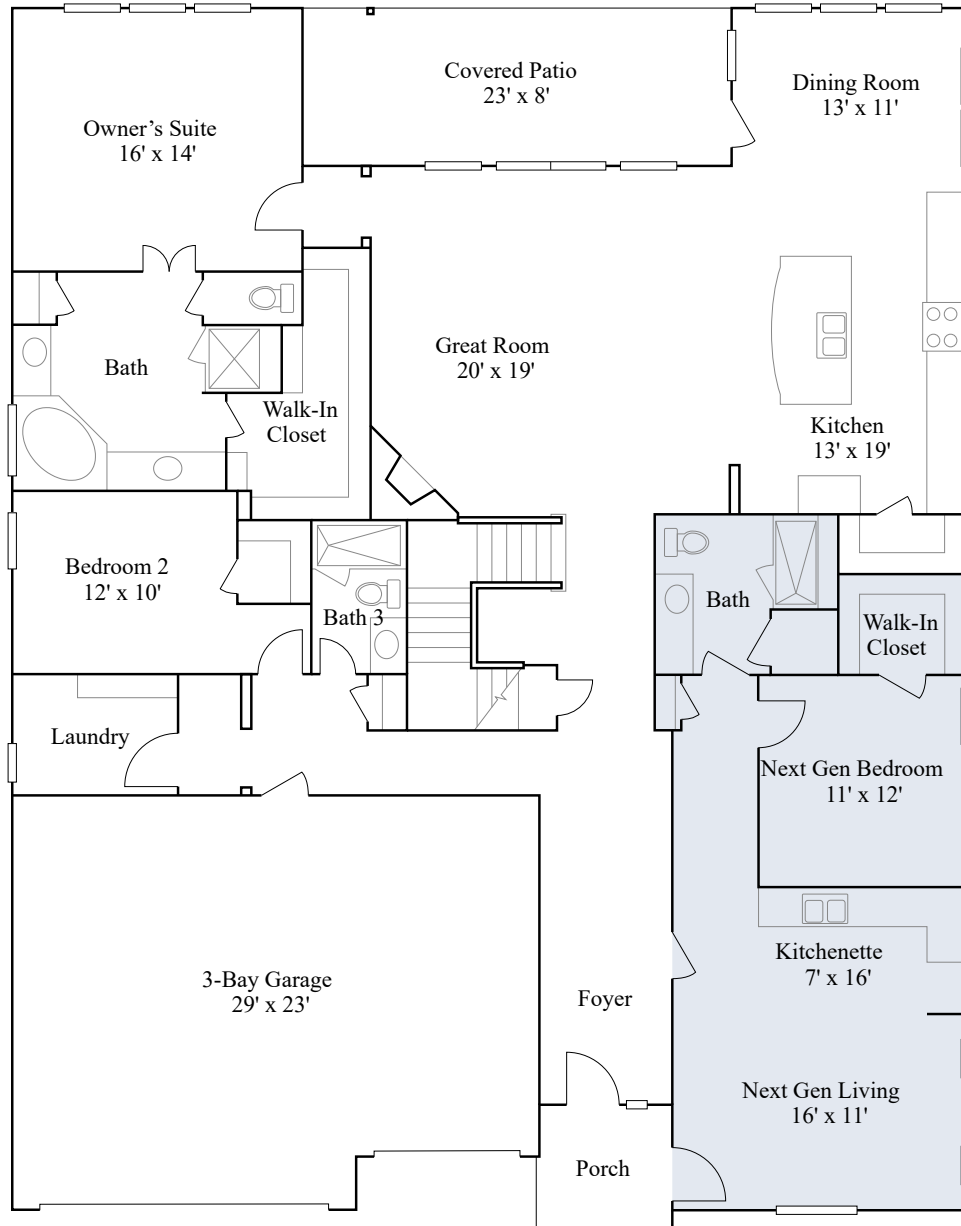 Covered Patio
23' x 8'
Dining Room
13' x 11'
Owner’s Suite
16' x 14'
Great Room
20' x 19'
Bath
Walk-In
Closet
Kitchen
13' x 19'
Bedroom 2
12' x 10'
Bath 3
Bath
Walk-In
Closet
Laundry
Next Gen Bedroom
11' x 12'
Kitchenette
7' x 16'
3-Bay Garage
29' x 23'
Foyer
Next Gen Living
16' x 11'
Porch